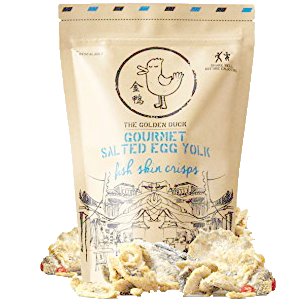 金
鴨
THE GOLDEN DUCK
GOURMET
SALTED EGG YOLK
fish skin crisps